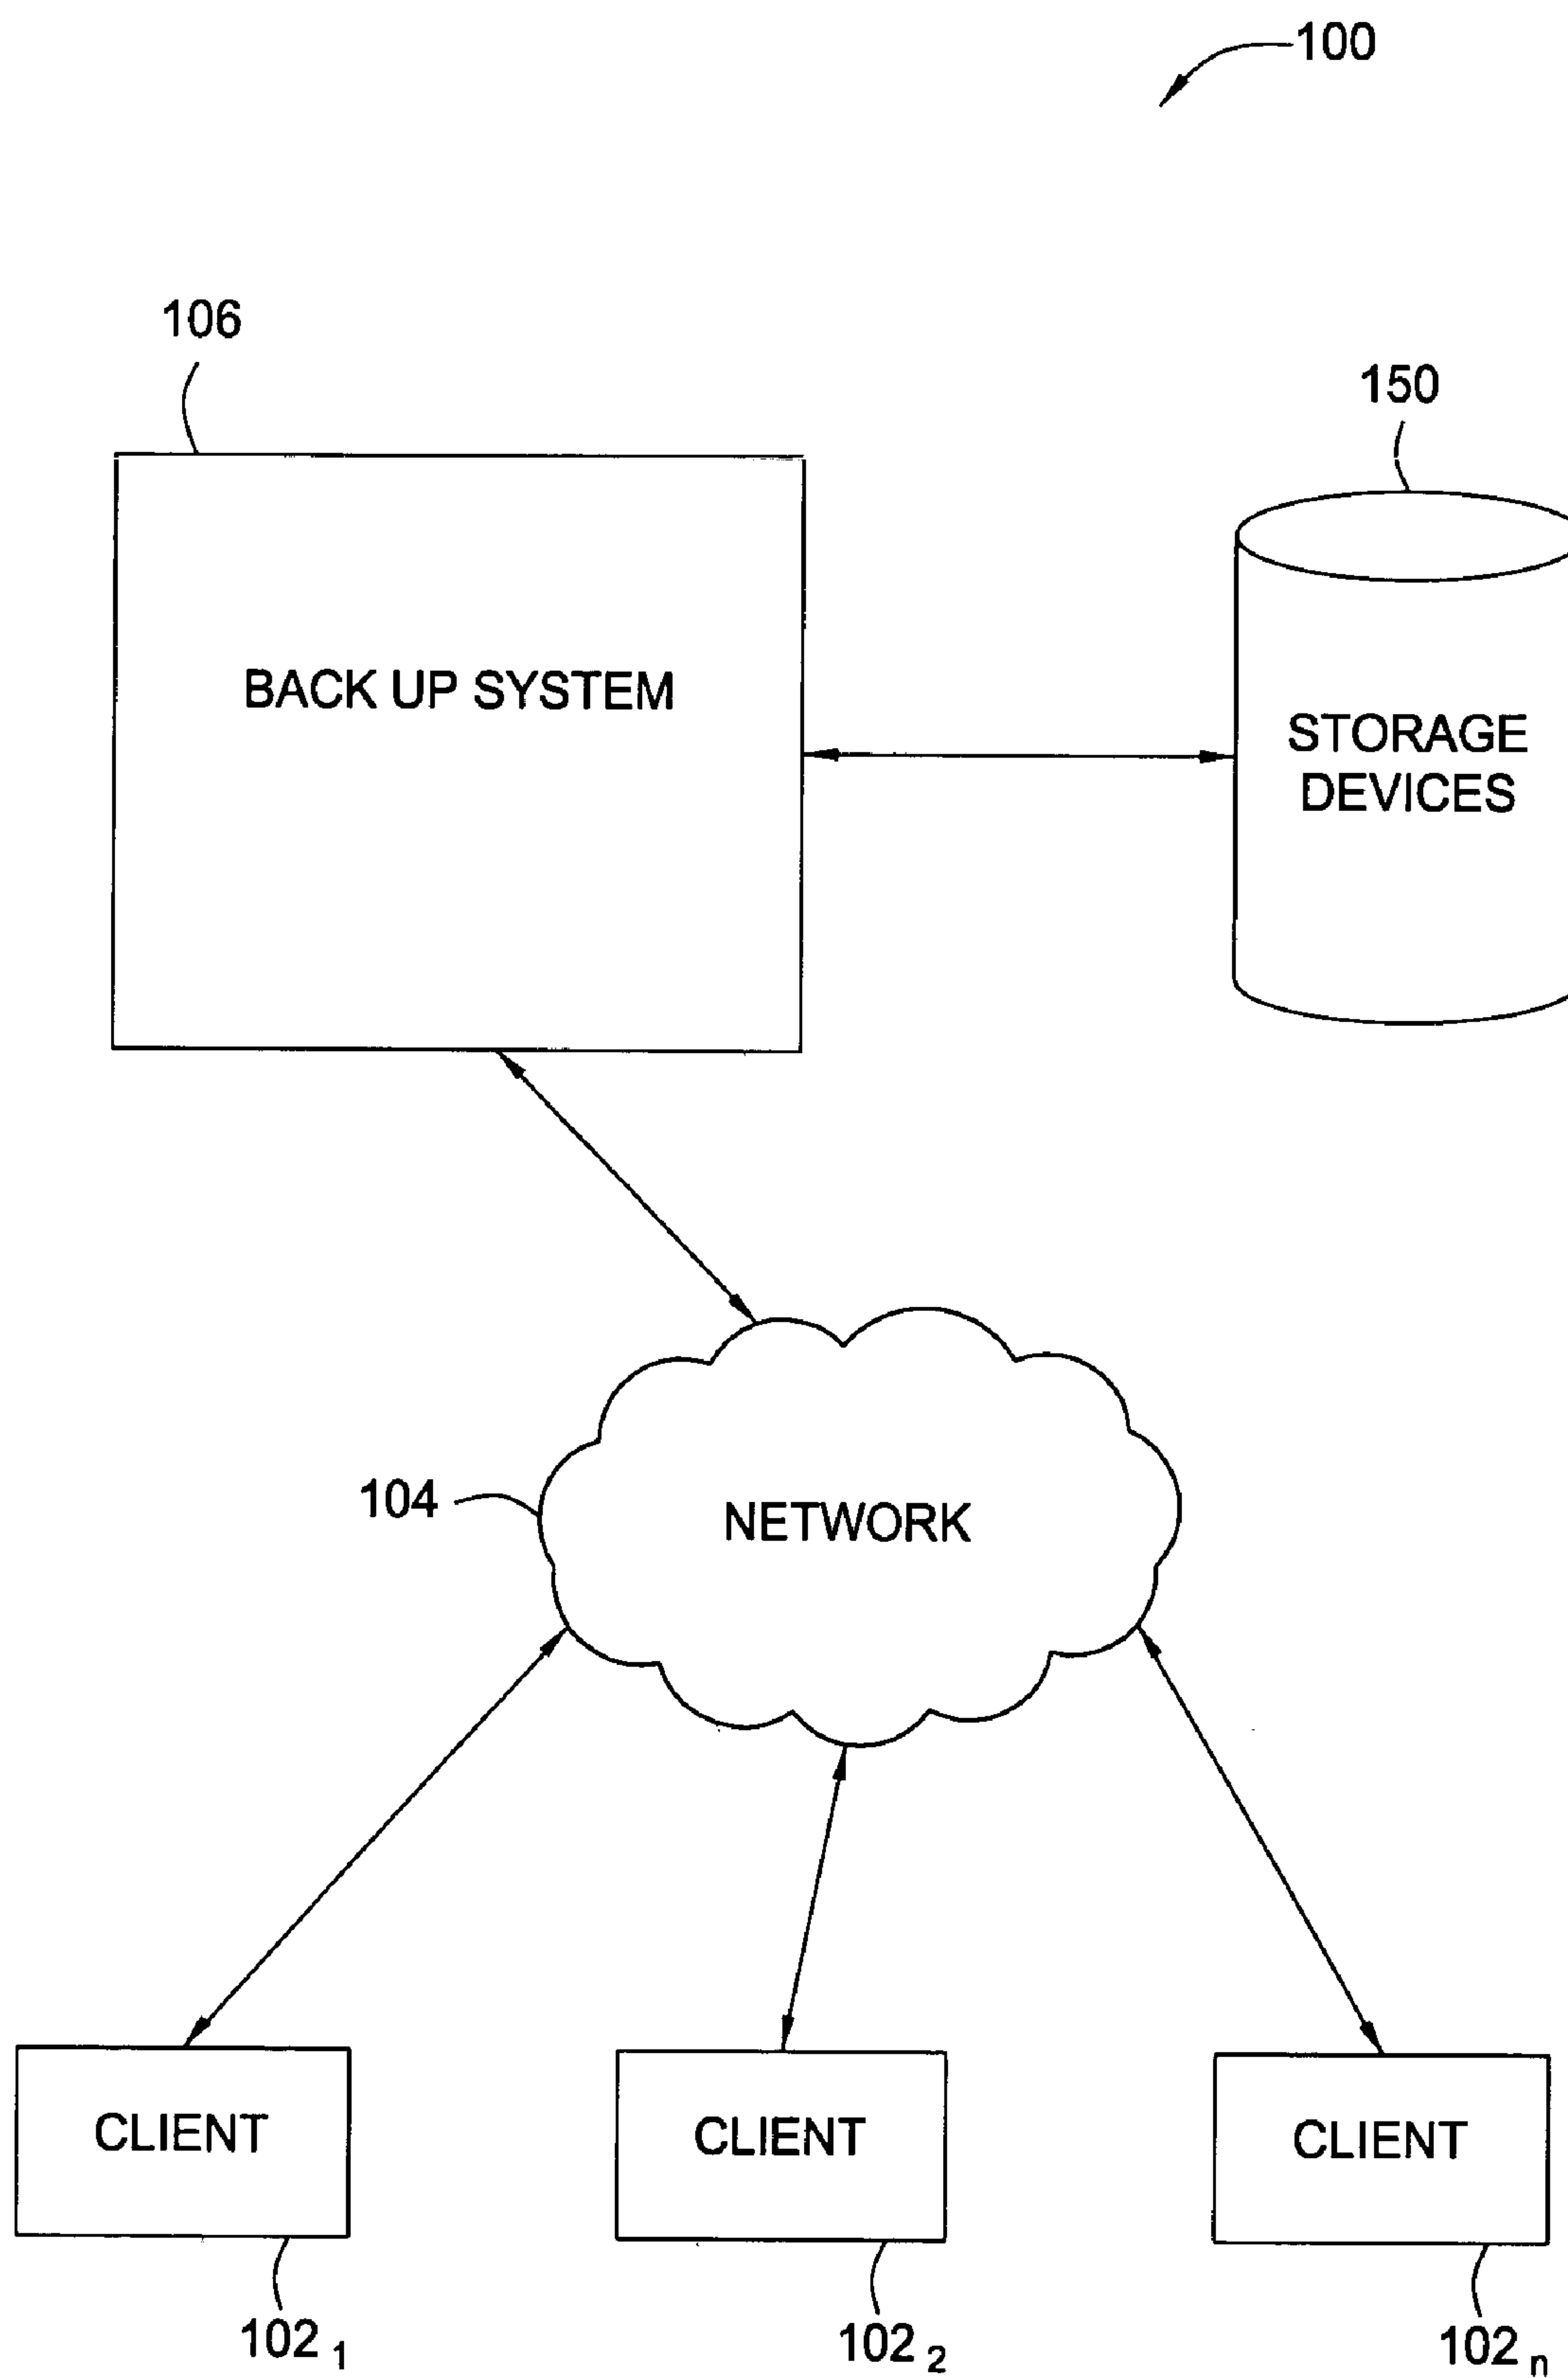 100
106
150
BACK UP SYSTEM
STORAGE
DEVICES
104
NETWORK
CLIENT
CLIENT
CLIENT
102 1
102 2
102 n